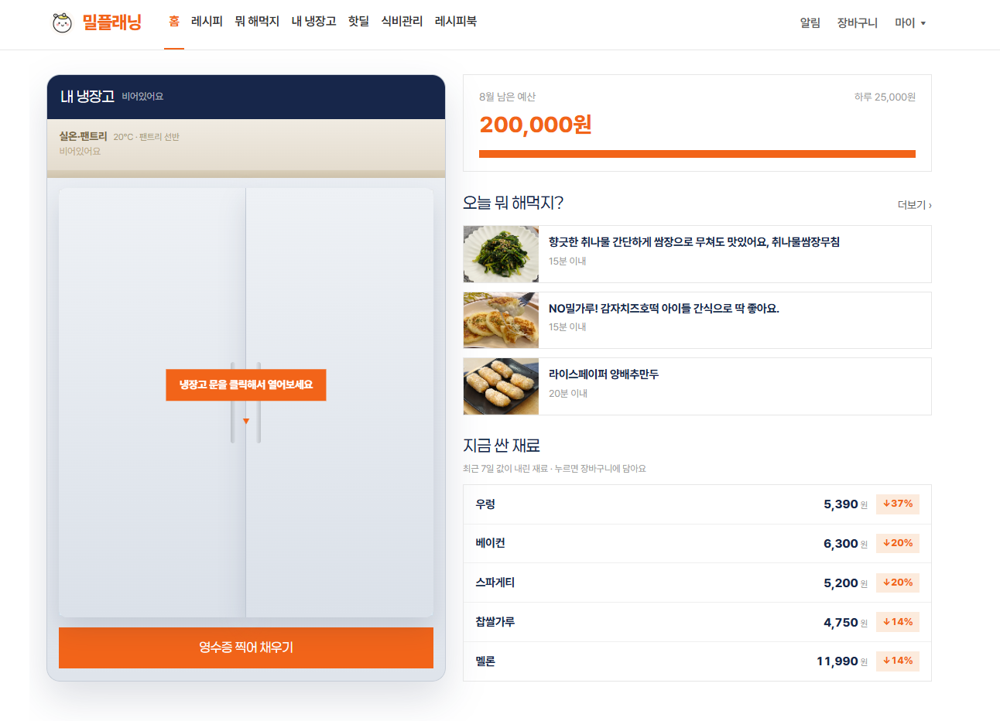 밀플래닝
홈 레시피 뭐 해먹지 내 냉장고 핫딜 식비관리 레시피북
알림 장바구니 마이 ▼
내 냉장고 비어있어요
실온·팬트리 20°C · 팬트리 선반
비어있어요
냉장고 문을 클릭해서 열어보세요
▼
영수증 찍어 채우기
8월 남은 예산 하루 25,000원
200,000원
오늘 뭐 해먹지? 더보기 ›
향긋한 취나물 간단하게 쌈장으로 무쳐도 맛있어요, 취나물쌈장무침
15분 이내
NO밀가루! 감자치즈호떡 아이들 간식으로 딱 좋아요.
15분 이내
라이스페이퍼 양배추만두
20분 이내
지금 싼 재료
최근 7일 값이 내린 재료 · 누르면 장바구니에 담아요
우렁 5,390 원 ↓37%
베이컨 6,300 원 ↓20%
스파게티 5,200 원 ↓20%
찹쌀가루 4,750 원 ↓14%
멜론 11,990 원 ↓14%